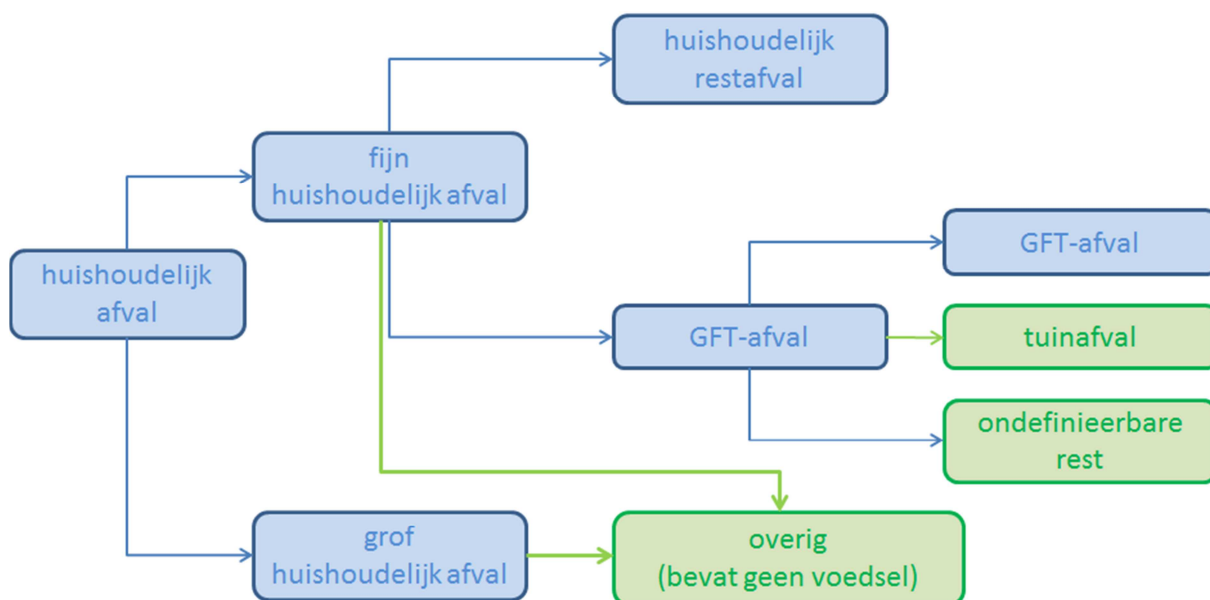 huishoudelijk
restafval
fijn
huishoudelijk afval
huishoudelijk
afval
GFT-afval
GFT-afval
tuinafval
ondefinieerbare
rest
grof
huishoudelijk afval
overig
(bevat geen voedsel)